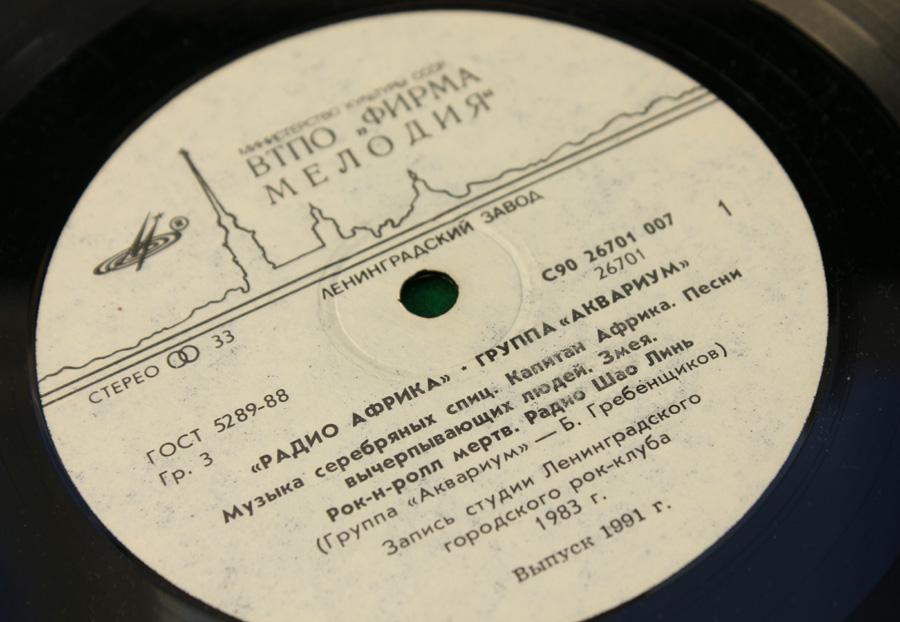 МИНИСТЕРСТВО КУЛЬТУРЫ СССР
ВТПО „ФИРМА
МЕЛОДИЯ“
ЛЕНИНГРАДСКИЙ ЗАВОД
1
С90 26701 007
26701
СТЕРЕО 33
ГОСТ 5289-88
Гр. 3
«РАДИО АФРИКА» · ГРУППА «АКВАРИУМ»
Музыка серебряных спиц. Капитан Африка. Песни
вычерпывающих людей. Змея.
Рок-н-ролл мертв. Радио Шао Линь
(Группа «Аквариум» — Б. Гребенщиков)
Запись студии Ленинградского
городского рок-клуба
1983 г.
Выпуск 1991 г.